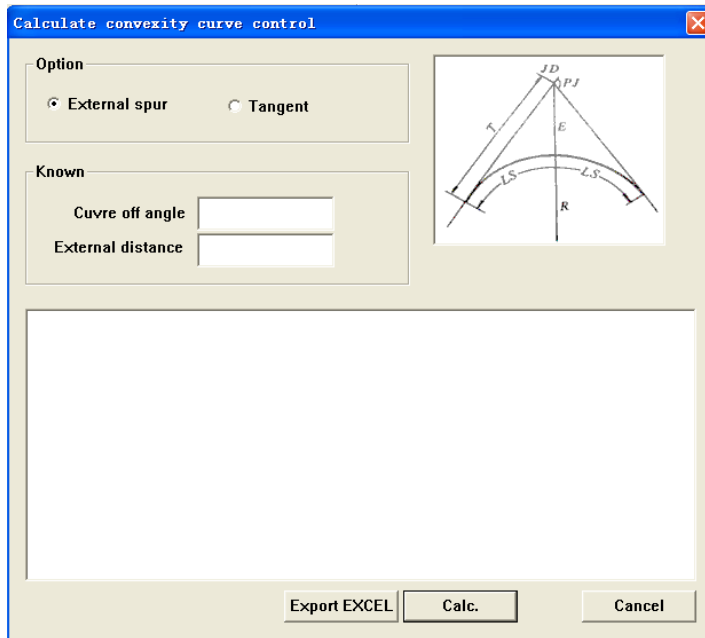 Calculate convexity curve control
Option
External spur
Tangent
Known
Cuvre off angle
External distance
JD
PJ
T
E
LS
LS
R
Export EXCEL
Calc.
Cancel